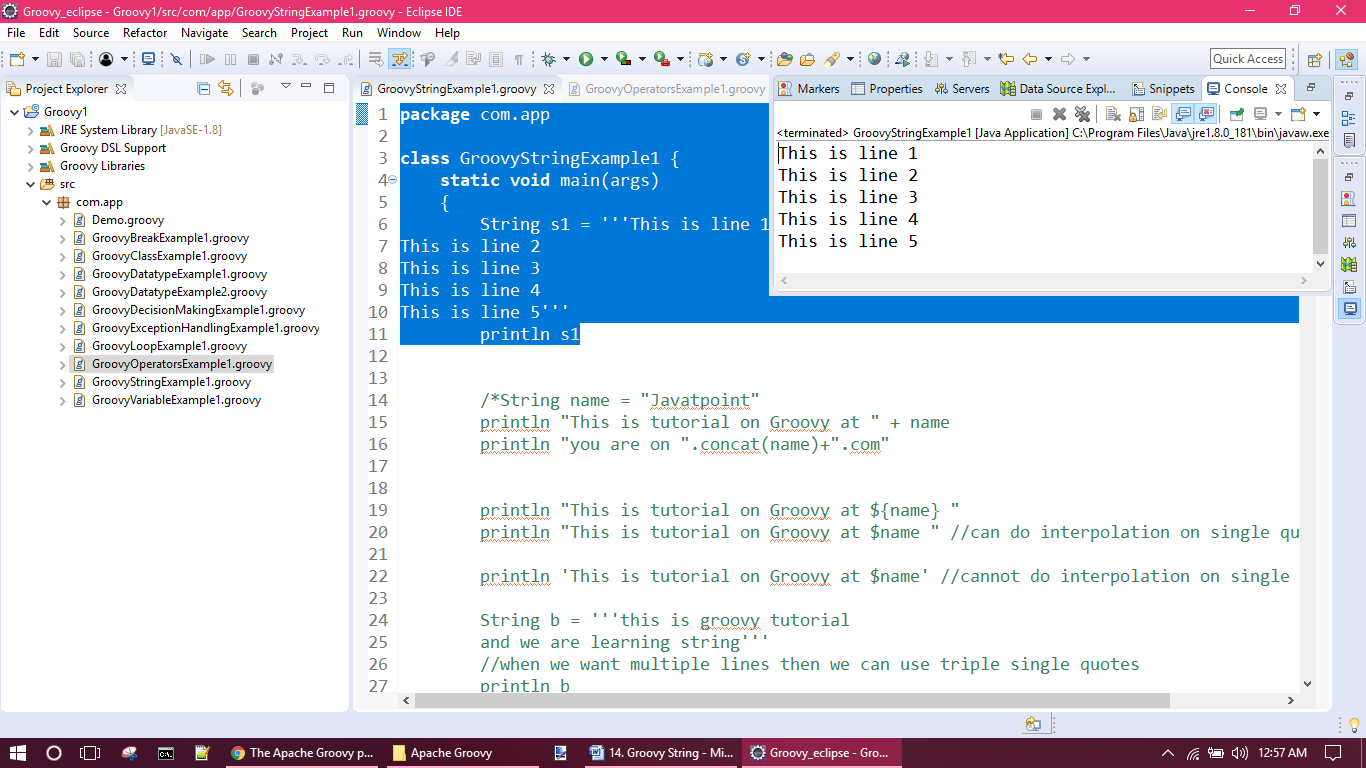 Groovy_eclipse - Groovy1/src/com/app/GroovyStringExample1.groovy - Eclipse IDE
File Edit Source Refactor Navigate Search Project Run Window Help
Quick Access
Project Explorer
Groovy1
JRE System Library [JavaSE-1.8]
Groovy DSL Support
Groovy Libraries
src
com.app
Demo.groovy
GroovyBreakExample1.groovy
GroovyClassExample1.groovy
GroovyDatatypeExample1.groovy
GroovyDatatypeExample2.groovy
GroovyDecisionMakingExample1.groovy
GroovyExceptionHandlingExample1.groovy
GroovyLoopExample1.groovy
GroovyOperatorsExample1.groovy
GroovyStringExample1.groovy
GroovyVariableExample1.groovy
GroovyStringExample1.groovy GroovyOperatorsExample1.groovy
1 package com.app
2
3 class GroovyStringExample1 {
4 static void main(args)
5 {
6 String s1 = '''This is line 1
7 This is line 2
8 This is line 3
9 This is line 4
10 This is line 5'''
11 println s1
12
13
14 /*String name = "Javatpoint"
15 println "This is tutorial on Groovy at " + name
16 println "you are on ".concat(name)+".com"
17
18
19 println "This is tutorial on Groovy at ${name} "
20 println "This is tutorial on Groovy at $name " //can do interpolation on single qu
21
22 println 'This is tutorial on Groovy at $name' //cannot do interpolation on single
23
24 String b = '''this is groovy tutorial
25 and we are learning string'''
26 //when we want multiple lines then we can use triple single quotes
27 println b
Markers Properties Servers Data Source Expl... Snippets Console
<terminated> GroovyStringExample1 [Java Application] C:\Program Files\Java\jre1.8.0_181\bin\javaw.exe
This is line 1
This is line 2
This is line 3
This is line 4
This is line 5
The Apache Groovy p... Apache Groovy 14. Groovy String - Mi... Groovy_eclipse - Gro... 12:57 AM